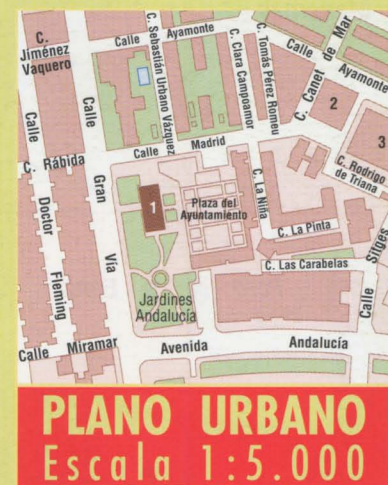 C.
Jiménez
Vaquero
Calle Ayamonte
C. Sebastián Urbano Vázquez
C. Clara Campoamor
C. Tomás Pérez Romeu
Calle Ayamonte
C. Canet de Mar
2
3
Calle Madrid
C. Rodrigo
de Triana
C. Rábida
Calle Doctor Fleming
Calle Gran Vía
1
Plaza del
Ayuntamiento
C. La Niña
C. La Pinta
C. Las Carabelas
Calle Sitges
Jardines
Andalucía
Calle Miramar
Avenida Andalucía
PLANO URBANO
Escala 1:5.000